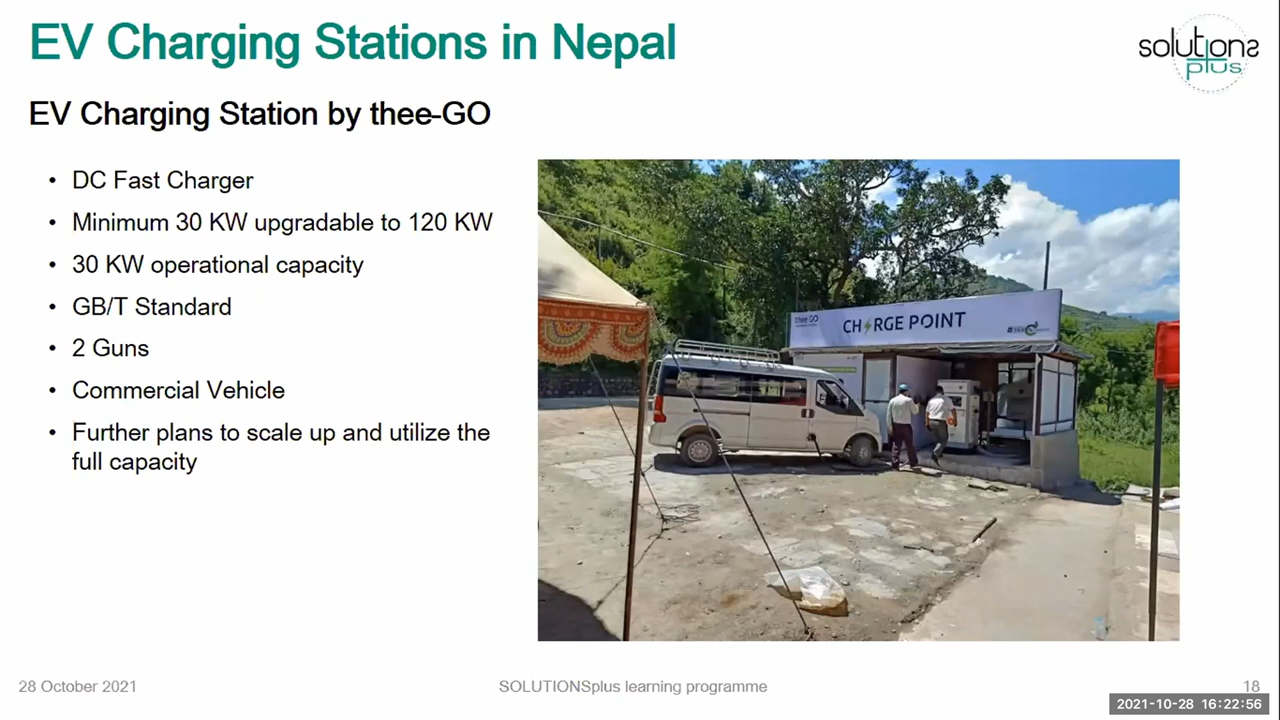 EV Charging Stations in Nepal
solutions
plus
EV Charging Station by thee-GO
• DC Fast Charger
• Minimum 30 KW upgradable to 120 KW
• 30 KW operational capacity
• GB/T Standard
• 2 Guns
• Commercial Vehicle
• Further plans to scale up and utilize the
full capacity
thee GO
CHARGE POINT
28 October 2021
SOLUTIONSplus learning programme
18
2021-10-28 16:22:56